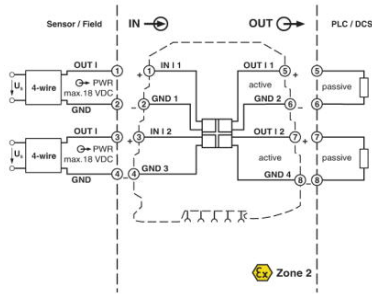 Sensor / Field IN OUT PLC / DCS
OUT I 1 IN I 1 OUT I 1 5 5
Us 4-wire PWR + + active + passive
max.18 VDC GND 1 GND 2
GND 2 - 2 6 - 6
OUT I 3 + 3 IN I 2 OUT I 2 7 + 7
Us 4-wire PWR active passive
max.18 VDC GND 3 GND 4
GND 4 - 4 8 - 8
Ex Zone 2